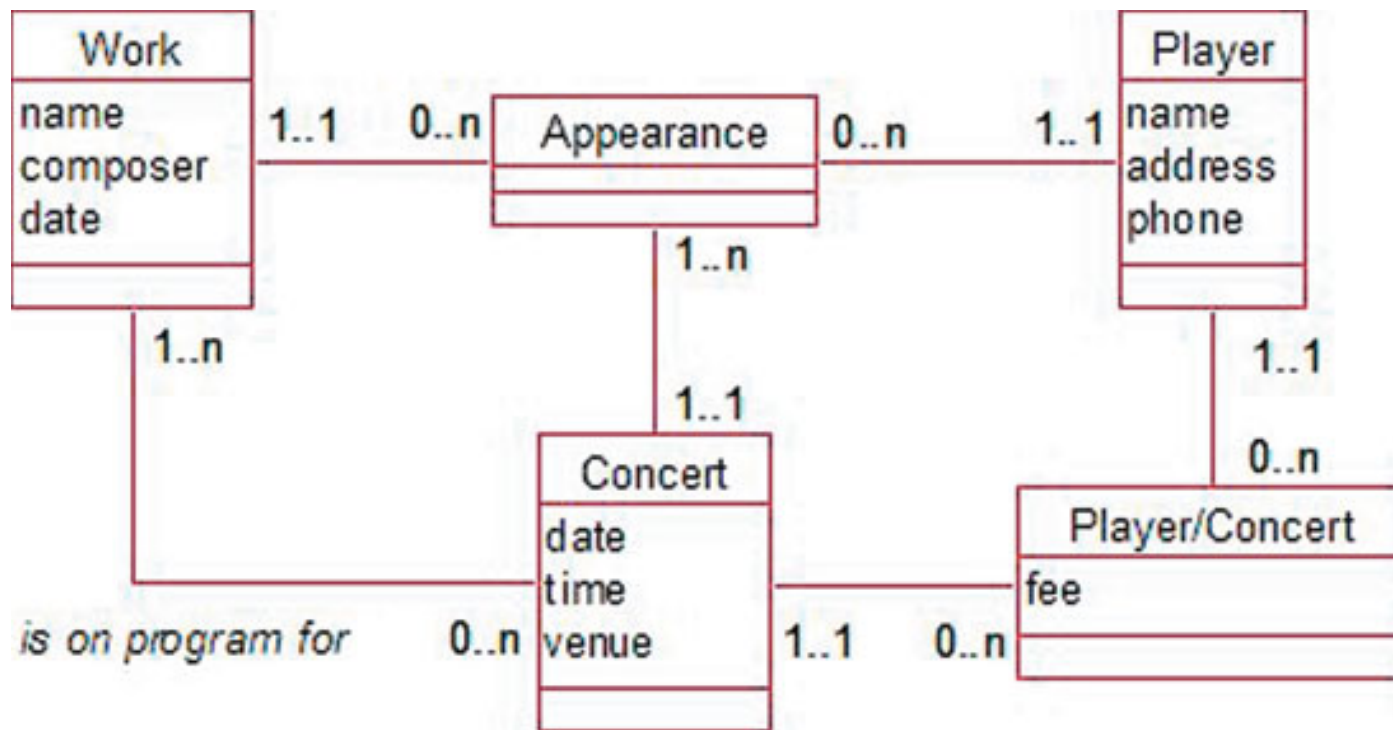 Work
name
composer
date
1..1
0..n
Appearance
0..n
1..1
Player
name
address
phone
1..n
1..n
1..1
1..1
0..n
Concert
date
time
venue
Player/Concert
fee
is on program for
0..n
1..1
0..n